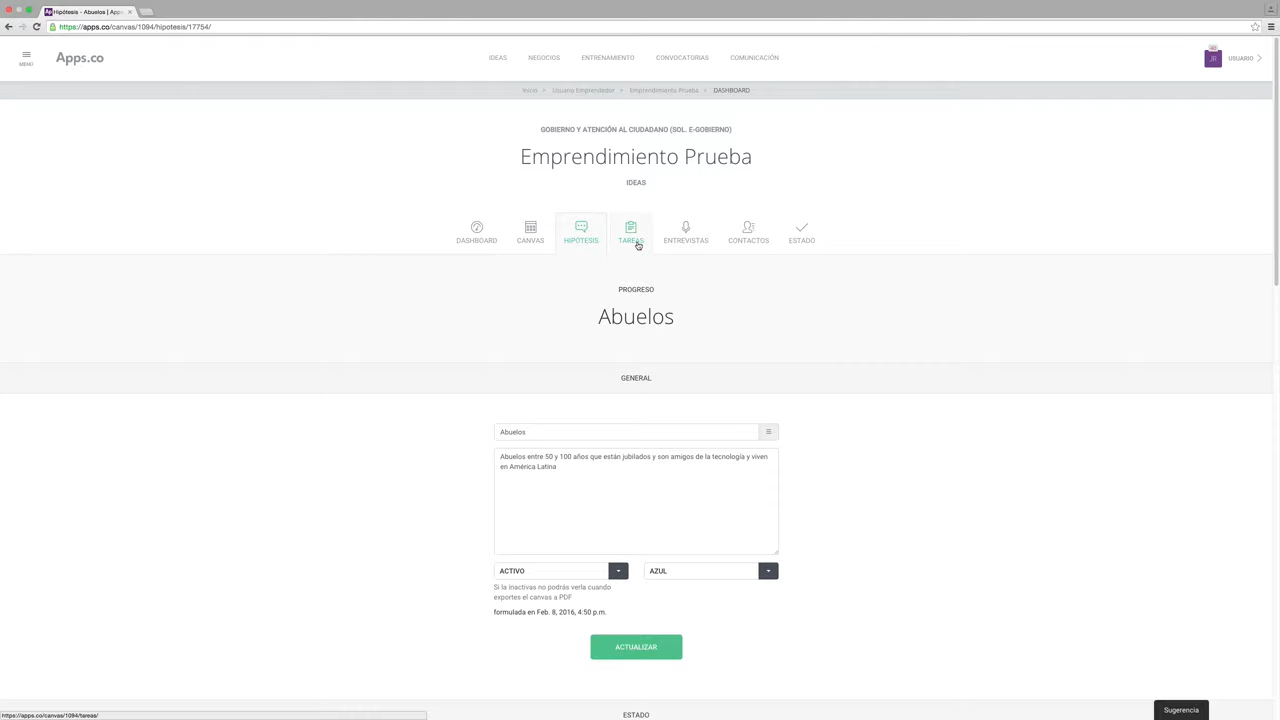 Hipótesis - Abuelos | Apps
https://apps.co/canvas/1094/hipotesis/17754/
MENÚ
Apps.co
IDEAS NEGOCIOS ENTRENAMIENTO CONVOCATORIAS COMUNICACIÓN
JR
USUARIO
Inicio > Usuario Emprendedor > Emprendimiento Prueba > DASHBOARD
GOBIERNO Y ATENCIÓN AL CIUDADANO (SOL. E-GOBIERNO)
Emprendimiento Prueba
IDEAS
DASHBOARD CANVAS HIPÓTESIS TAREAS ENTREVISTAS CONTACTOS ESTADO
PROGRESO
Abuelos
GENERAL
Abuelos
Abuelos entre 50 y 100 años que están jubilados y son amigos de la tecnología y viven
en América Latina
ACTIVO AZUL
Si la inactivas no podrás verla cuando
exportes el canvas a PDF
formulada en Feb. 8, 2016, 4:50 p.m.
ACTUALIZAR
ESTADO
Sugerencia
https://apps.co/canvas/1094/tareas/